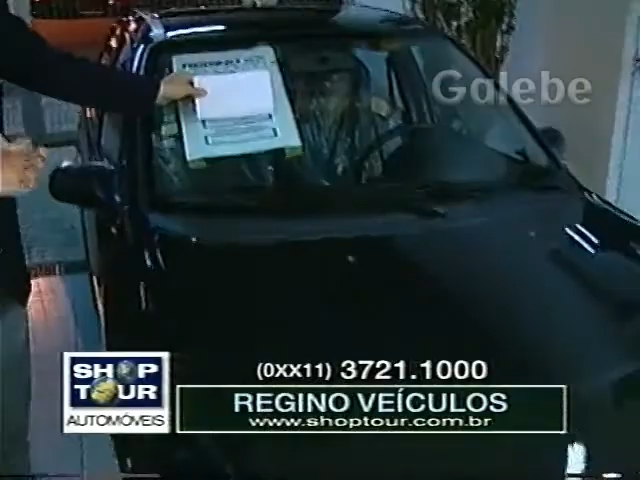 Galebe
SHOP
TOUR
AUTOMÓVEIS
(0XX11) 3721.1000
REGINO VEÍCULOS
www.shoptour.com.br